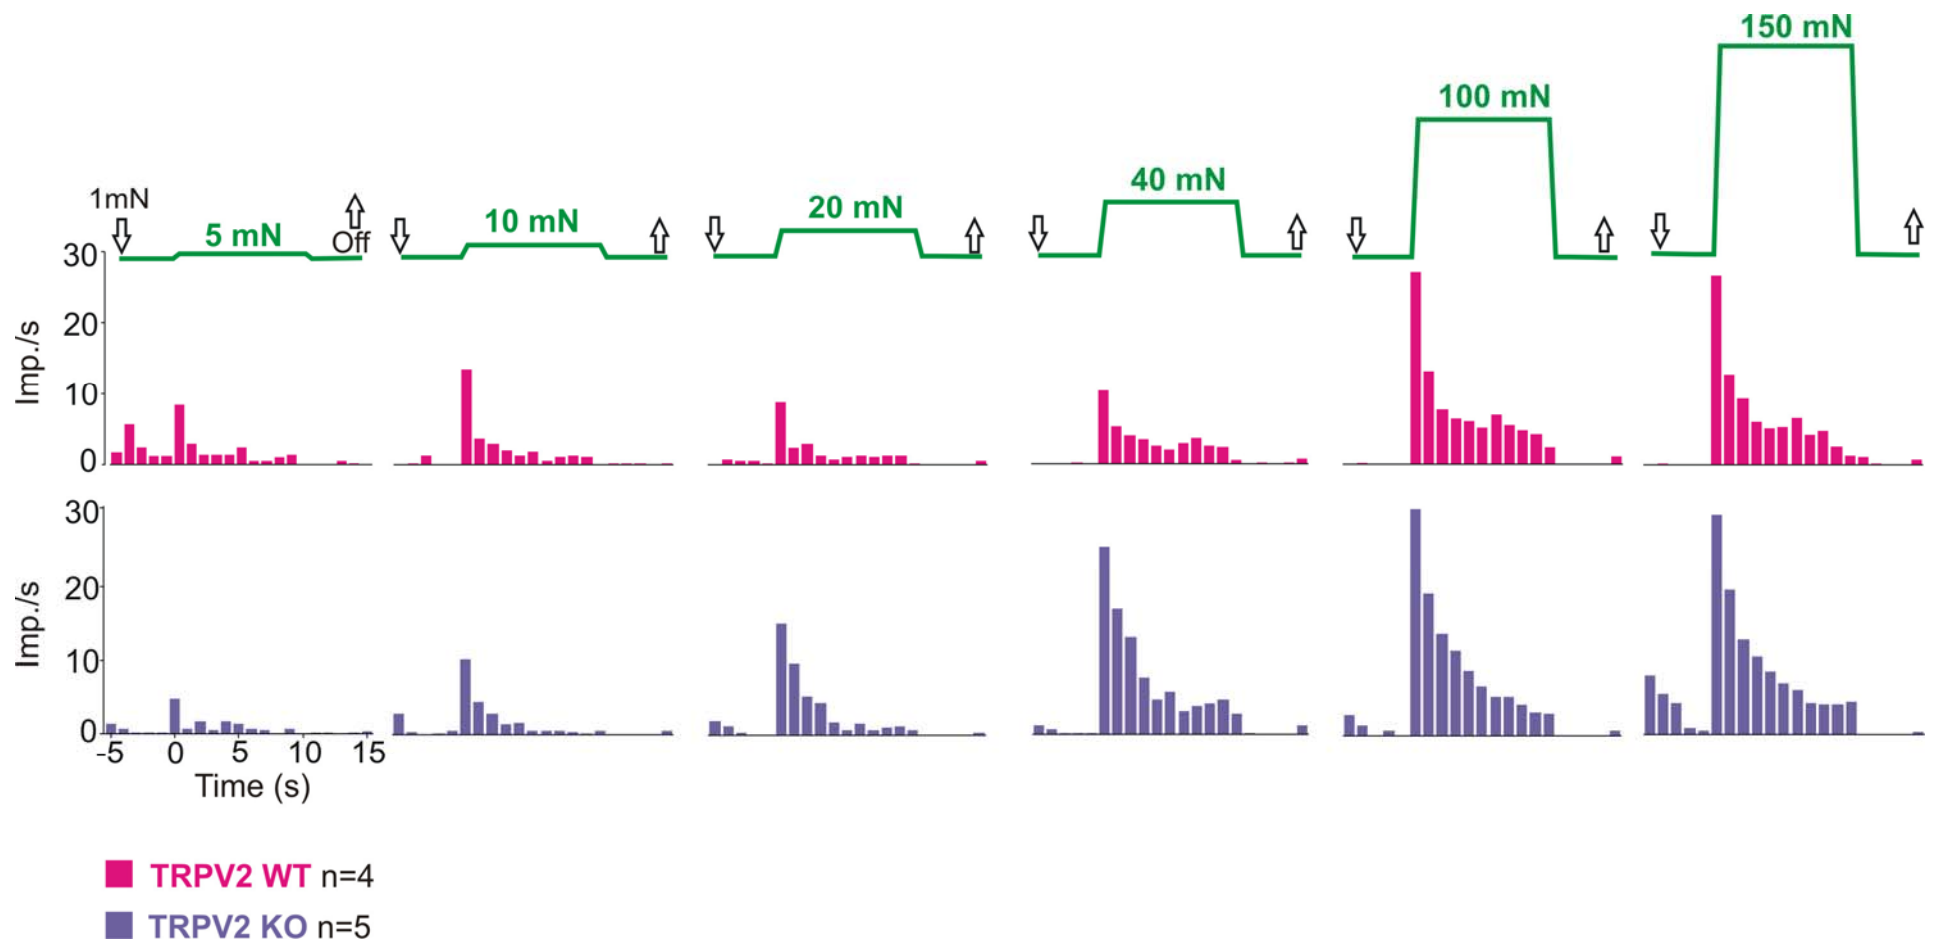 150 mN
100 mN
40 mN
20 mN
10 mN
5 mN
1mN
Off
Imp./s
30
20
10
0
Imp./s
30
20
10
0
-5 0 5 10 15
Time (s)
TRPV2 WT n=4
TRPV2 KO n=5